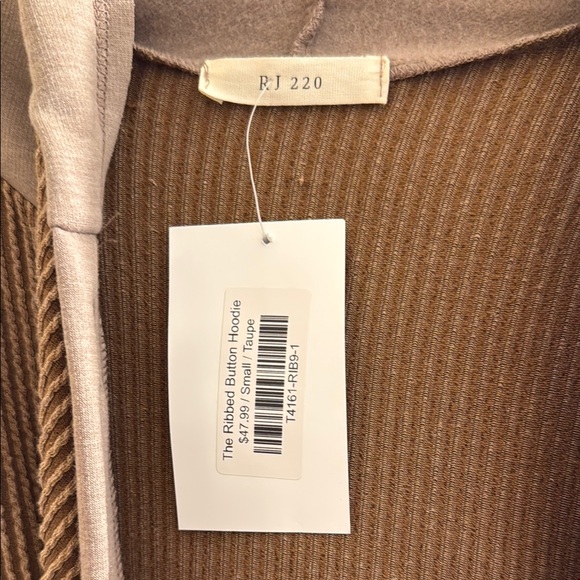 RJ 220
The Ribbed Button Hoodie
$47.99 / Small / Taupe
T4161-RIB9-1